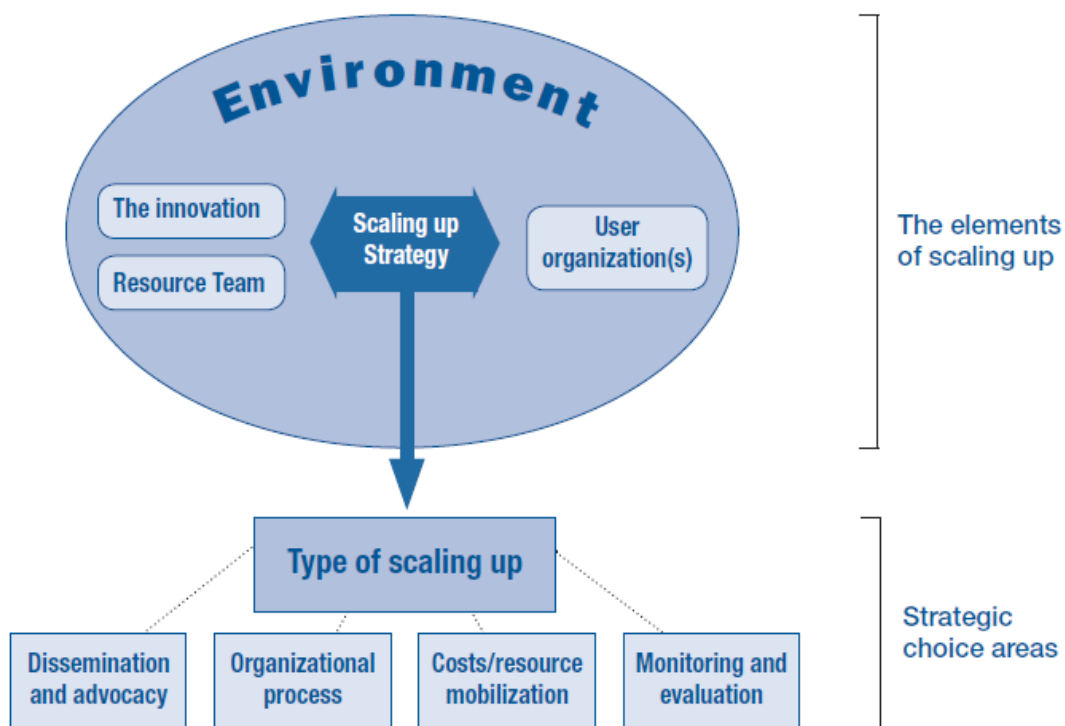 Environment
The innovation
Resource Team
Scaling up
Strategy
User
organization(s)
The elements
of scaling up
Type of scaling up
Dissemination
and advocacy
Organizational
process
Costs/resource
mobilization
Monitoring and
evaluation
Strategic
choice areas